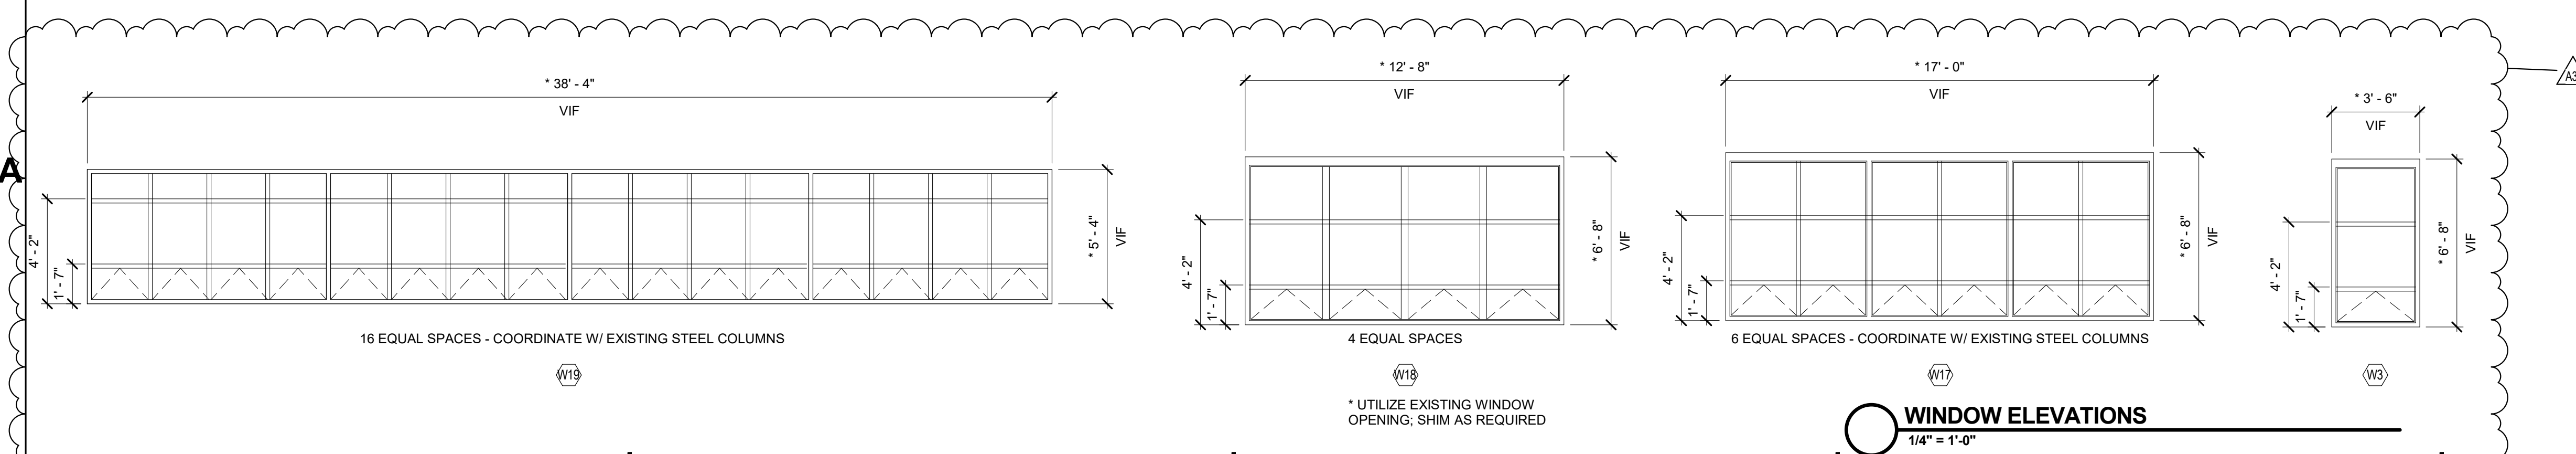 * 38' - 4"
VIF
* 12' - 8"
VIF
* 17' - 0"
VIF
* 3' - 6"
VIF
A3
A
4' - 2"
1' - 7"
* 5' - 4"
VIF
4' - 2"
1' - 7"
* 6' - 8"
VIF
4' - 2"
1' - 7"
* 6' - 8"
VIF
4' - 2"
1' - 7"
* 6' - 8"
VIF
16 EQUAL SPACES - COORDINATE W/ EXISTING STEEL COLUMNS
4 EQUAL SPACES
6 EQUAL SPACES - COORDINATE W/ EXISTING STEEL COLUMNS
W19
W18
W17
W3
* UTILIZE EXISTING WINDOW
OPENING; SHIM AS REQUIRED
WINDOW ELEVATIONS
1/4" = 1'-0"